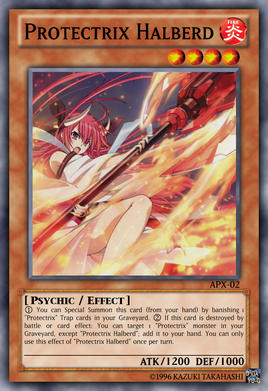 PROTECTRIX HALBERD
FIRE
炎
APX-02
[ PSYCHIC / EFFECT ]
① You can Special Summon this card (from your hand) by banishing 1
"Protectrix" Trap cards in your Graveyard. ② If this card is destroyed by
battle or card effect: You can target 1 "Protectrix" monster in your
Graveyard, except "Protectrix Halberd"; add it to your hand. You can only
use this effect of "Protectrix Halberd" once per turn.
ATK/1200 DEF/1000
©1996 KAZUKI TAKAHASHI